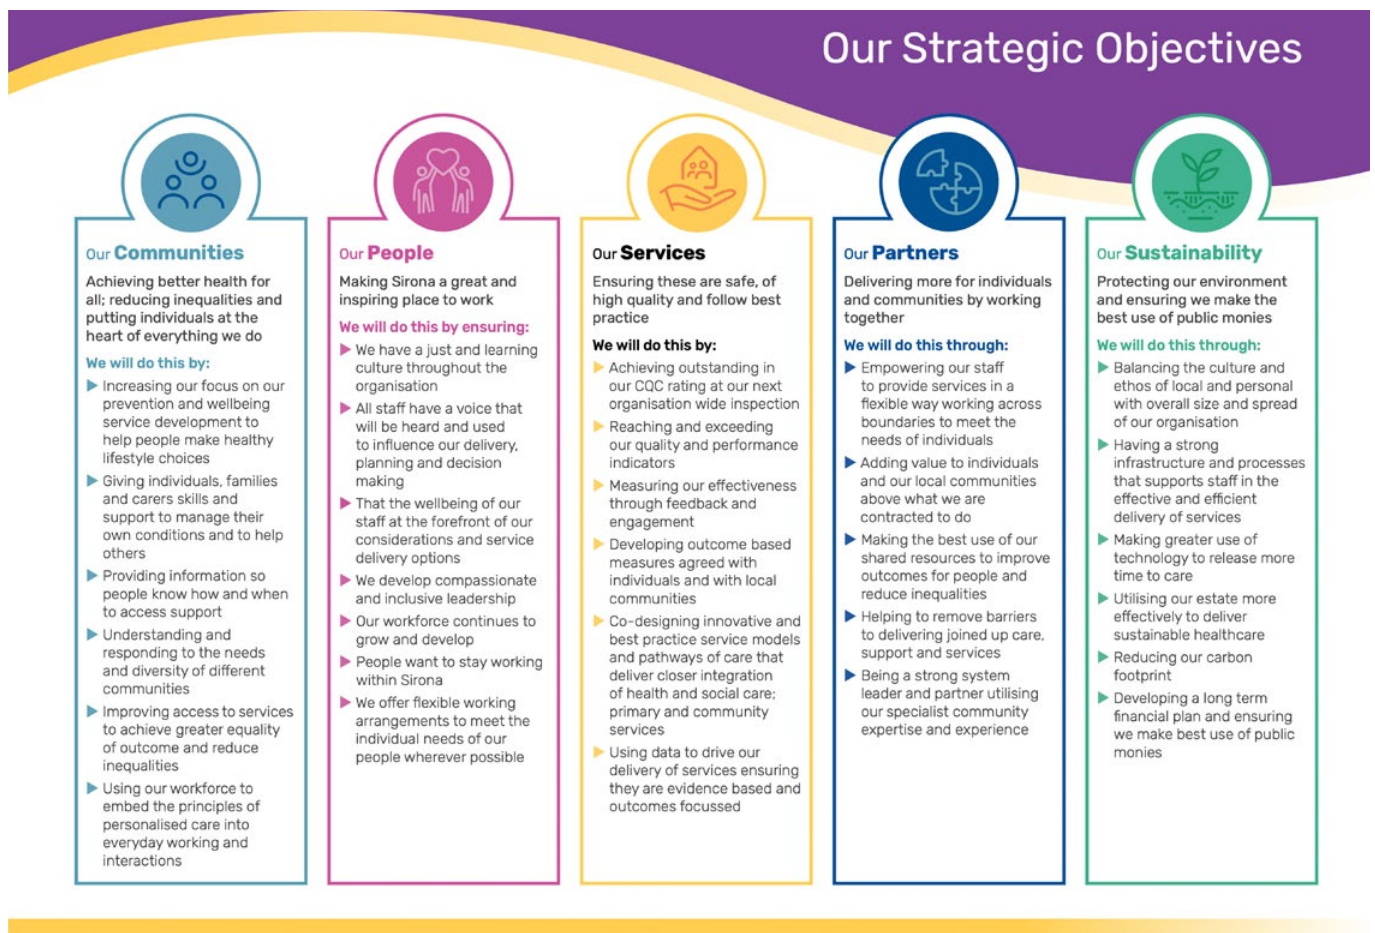 Our Strategic Objectives
Our Communities
Achieving better health for
all; reducing inequalities and
putting individuals at the
heart of everything we do
We will do this by:
Increasing our focus on our
prevention and wellbeing
service development to
help people make healthy
lifestyle choices
Giving individuals, families
and carers skills and
support to manage their
own conditions and to help
others
Providing information so
people know how and when
to access support
Understanding and
responding to the needs
and diversity of different
communities
Improving access to services
to achieve greater equality
of outcome and reduce
inequalities
Using our workforce to
embed the principles of
personalised care into
everyday working and
interactions
Our People
Making Sirona a great and
inspiring place to work
We will do this by ensuring:
We have a just and learning
culture throughout the
organisation
All staff have a voice that
will be heard and used
to influence our delivery,
planning and decision
making
That the wellbeing of our
staff at the forefront of our
considerations and service
delivery options
We develop compassionate
and inclusive leadership
Our workforce continues to
grow and develop
People want to stay working
within Sirona
We offer flexible working
arrangements to meet the
individual needs of our
people wherever possible
Our Services
Ensuring these are safe, of
high quality and follow best
practice
We will do this by:
Achieving outstanding in
our CQC rating at our next
organisation wide inspection
Reaching and exceeding
our quality and performance
indicators
Measuring our effectiveness
through feedback and
engagement
Developing outcome based
measures agreed with
individuals and with local
communities
Co-designing innovative and
best practice service models
and pathways of care that
deliver closer integration
of health and social care;
primary and community
services
Using data to drive our
delivery of services ensuring
they are evidence based and
outcomes focussed
Our Partners
Delivering more for individuals
and communities by working
together
We will do this through:
Empowering our staff
to provide services in a
flexible way working across
boundaries to meet the
needs of individuals
Adding value to individuals
and our local communities
above what we are
contracted to do
Making the best use of our
shared resources to improve
outcomes for people and
reduce inequalities
Helping to remove barriers
to delivering joined up care,
support and services
Being a strong system
leader and partner utilising
our specialist community
expertise and experience
Our Sustainability
Protecting our environment
and ensuring we make the
best use of public monies
We will do this through:
Balancing the culture and
ethos of local and personal
with overall size and spread
of our organisation
Having a strong
infrastructure and processes
that supports staff in the
effective and efficient
delivery of services
Making greater use of
technology to release more
time to care
Utilising our estate more
effectively to deliver
sustainable healthcare
Reducing our carbon
footprint
Developing a long term
financial plan and ensuring
we make best use of public
monies